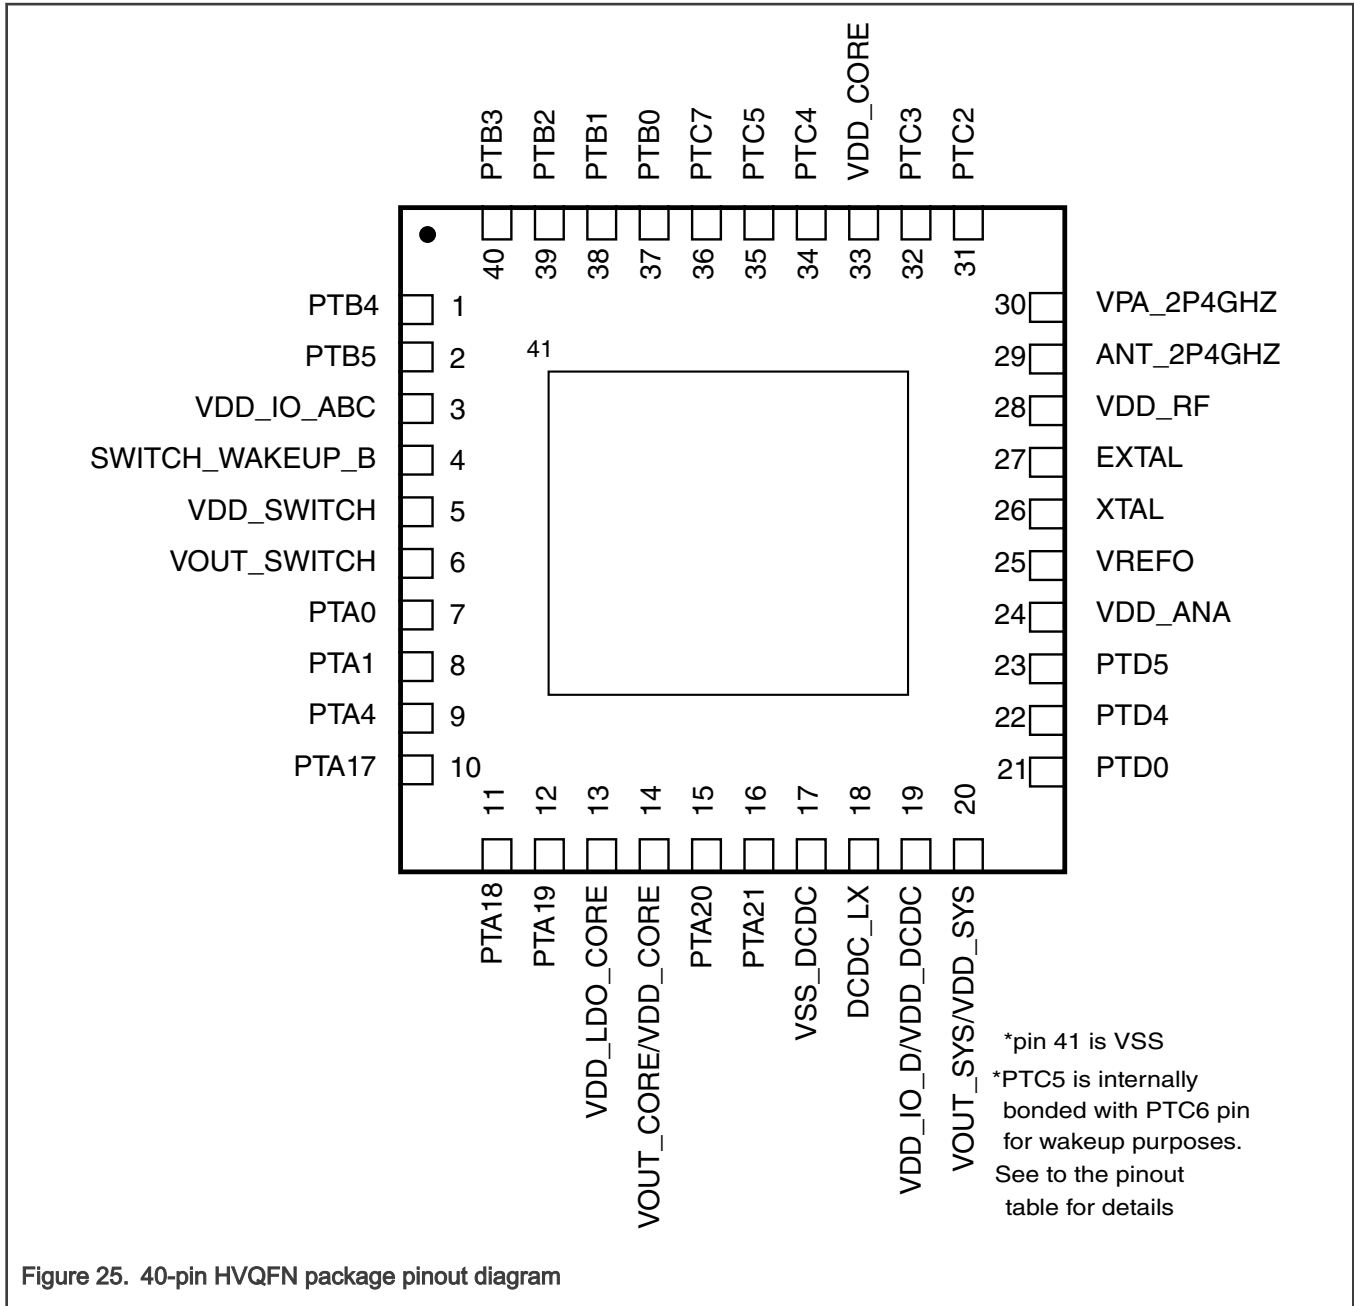 PTB3
PTB2
PTB1
PTB0
PTC7
PTC5
PTC4
VDD_CORE
PTC3
PTC2
40
39
38
37
36
35
34
33
32
31
PTB4 1
PTB5 2
VDD_IO_ABC 3
SWITCH_WAKEUP_B 4
VDD_SWITCH 5
VOUT_SWITCH 6
PTA0 7
PTA1 8
PTA4 9
PTA17 10
41
30 VPA_2P4GHZ
29 ANT_2P4GHZ
28 VDD_RF
27 EXTAL
26 XTAL
25 VREFO
24 VDD_ANA
23 PTD5
22 PTD4
21 PTD0
11
12
13
14
15
16
17
18
19
20
PTA18
PTA19
VDD_LDO_CORE
VOUT_CORE/VDD_CORE
PTA20
PTA21
VSS_DCDC
DCDC_LX
VDD_IO_D/VDD_DCDC
VOUT_SYS/VDD_SYS
*pin 41 is VSS
*PTC5 is internally
bonded with PTC6 pin
for wakeup purposes.
See to the pinout
table for details
Figure 25. 40-pin HVQFN package pinout diagram